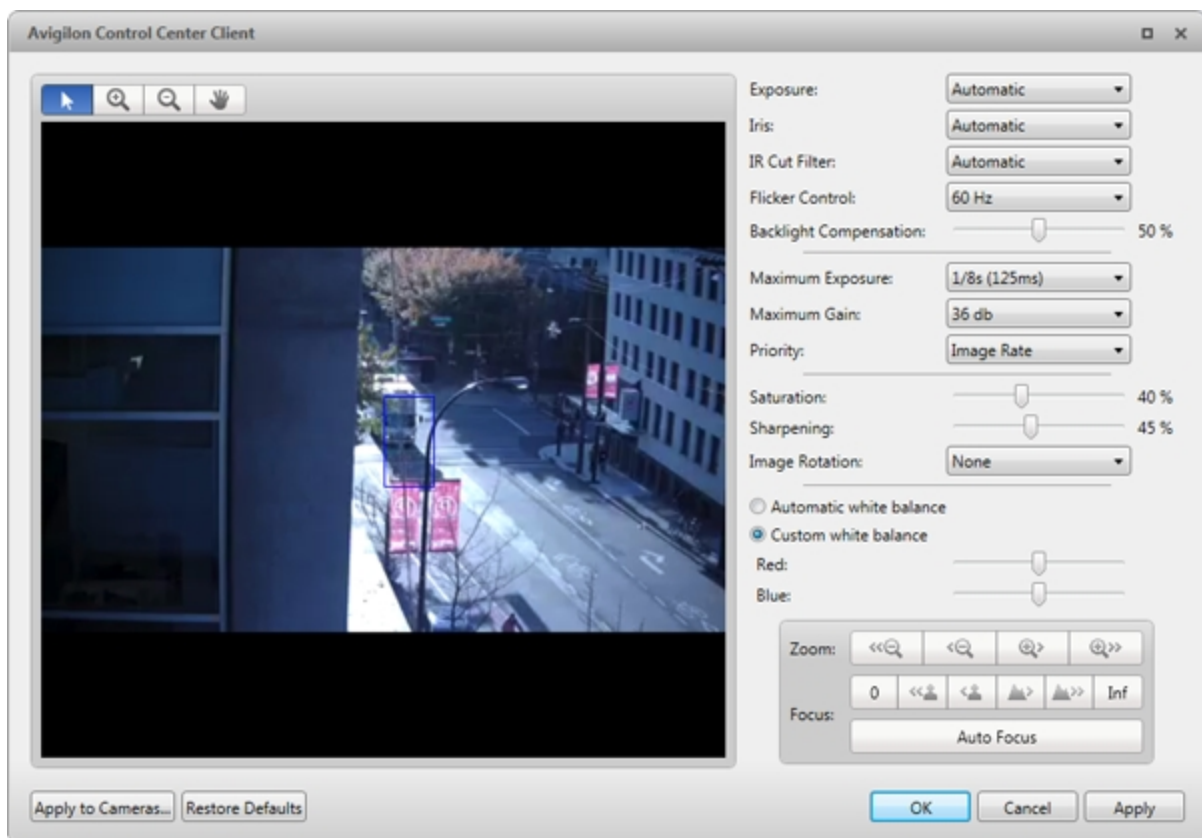 Avigilon Control Center Client
Exposure: Automatic
Iris: Automatic
IR Cut Filter: Automatic
Flicker Control: 60 Hz
Backlight Compensation: 50 %
Maximum Exposure: 1/8s (125ms)
Maximum Gain: 36 db
Priority: Image Rate
Saturation: 40 %
Sharpening: 45 %
Image Rotation: None
Automatic white balance
Custom white balance
Red:
Blue:
Zoom:
Focus: 0 Inf
Auto Focus
Apply to Cameras... Restore Defaults OK Cancel Apply